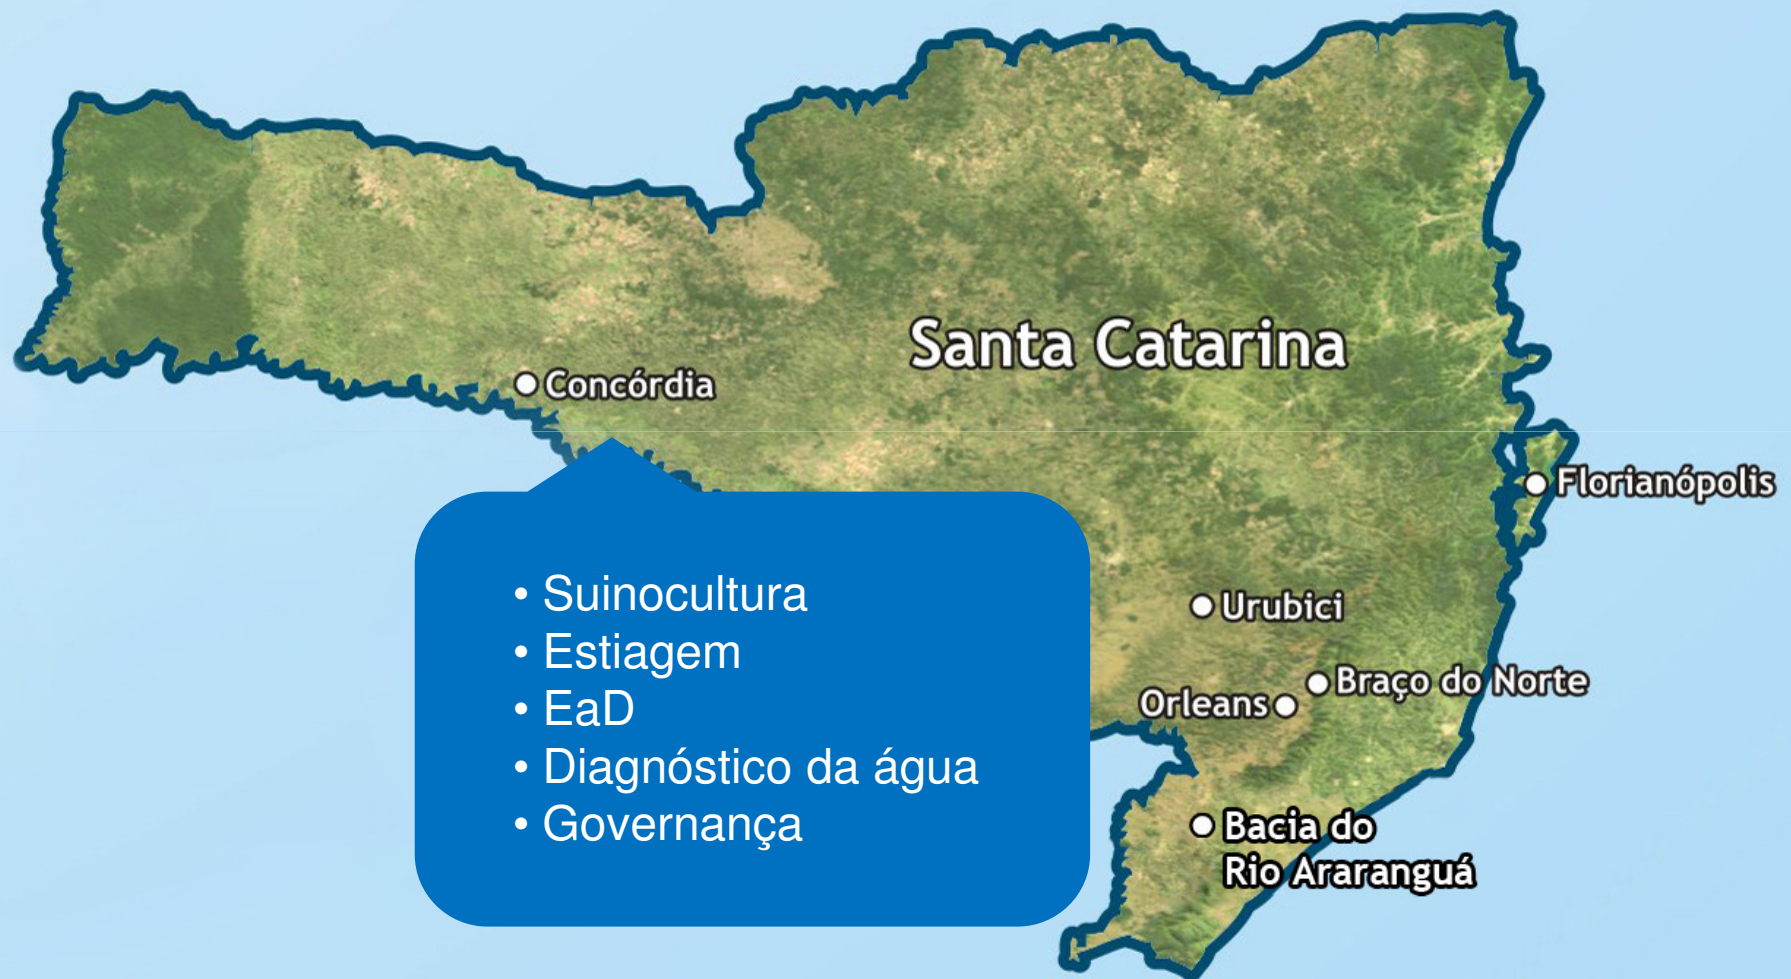 Santa Catarina
Concórdia
Florianópolis
• Suinocultura
• Estiagem
• EaD
• Diagnóstico da água
• Governança
Urubici
Braço do Norte
Orleans
Bacia do
Rio Araranguá